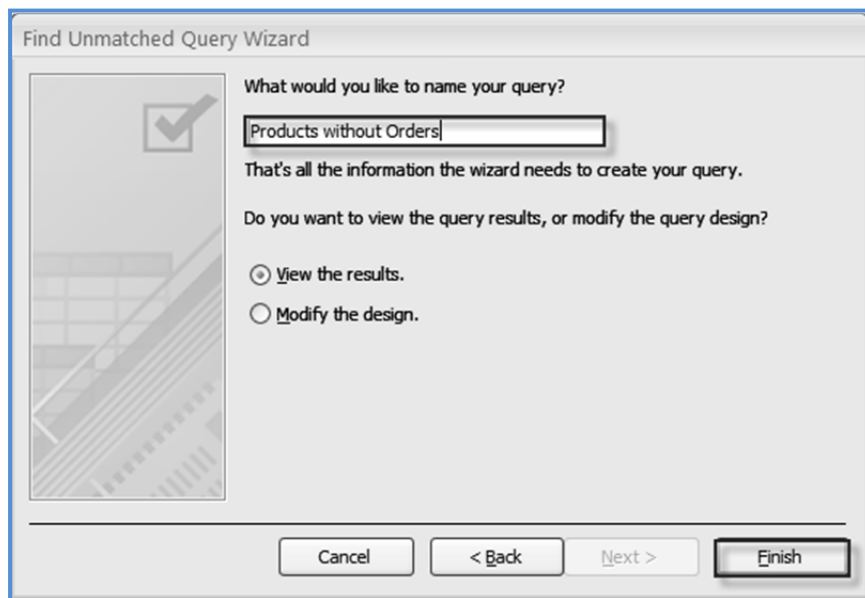 Find Unmatched Query Wizard
What would you like to name your query?
Products without Orders
That's all the information the wizard needs to create your query.
Do you want to view the query results, or modify the query design?
View the results.
Modify the design.
Cancel
< Back
Next >
Finish